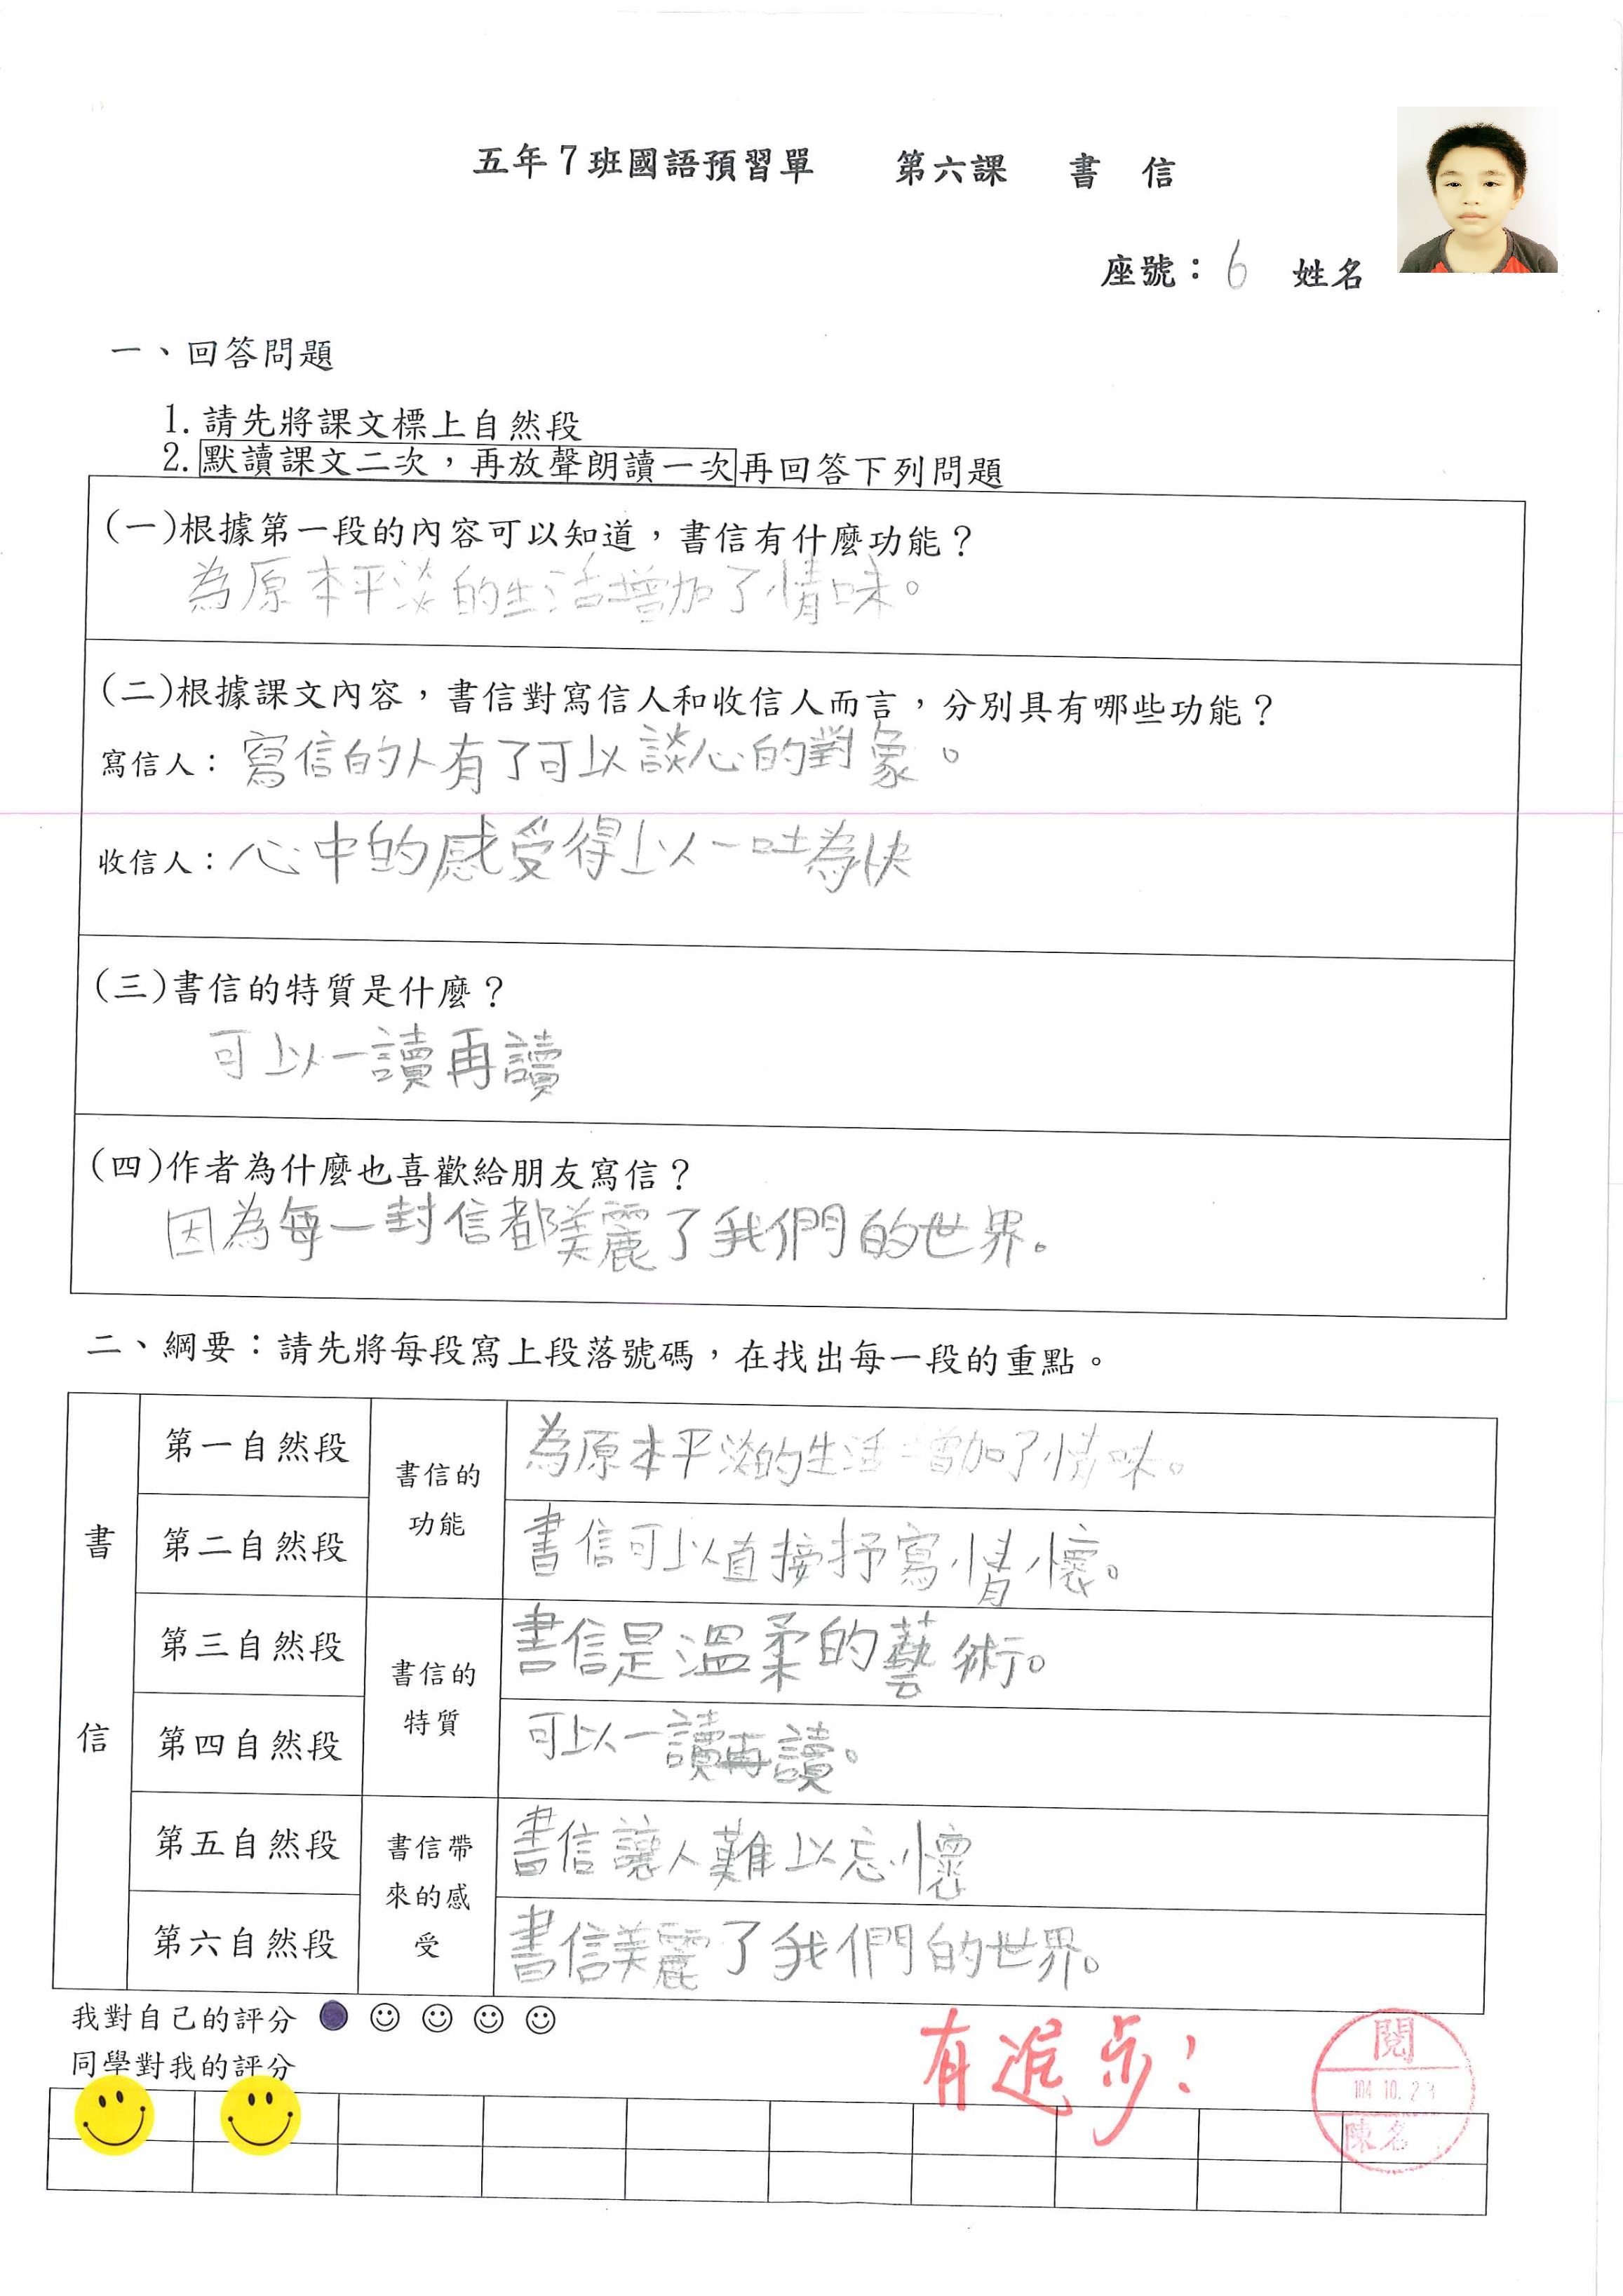 五年7班國語預習單 第六課 書 信
座號：6 姓名
一、回答問題
1. 請先將課文標上自然段
2. 默讀課文二次，再放聲朗讀一次再回答下列問題
(一)根據第一段的內容可以知道，書信有什麼功能？
為原本平淡的生活增加了情味。
(二)根據課文內容，書信對寫信人和收信人而言，分別具有哪些功能？
寫信人：寫信的人有了可以談心的對象。
收信人：心中的感受得以一吐為快
(三)書信的特質是什麼？
可以一讀再讀
(四)作者為什麼也喜歡給朋友寫信？
因為每一封信都美麗了我們的世界。
二、綱要：請先將每段寫上段落號碼，在找出每一段的重點。
書信
第一自然段
第二自然段
書信的功能
為原本平淡的生活增加了情味。
書信可以直接抒寫情懷。
第三自然段
第四自然段
書信的特質
書信是溫柔的藝術。
可以一讀再讀。
第五自然段
第六自然段
書信帶來的感受
書信讓人難以忘懷
書信美麗了我們的世界。
我對自己的評分
同學對我的評分
有進步！
閱
104.10.23
陳名